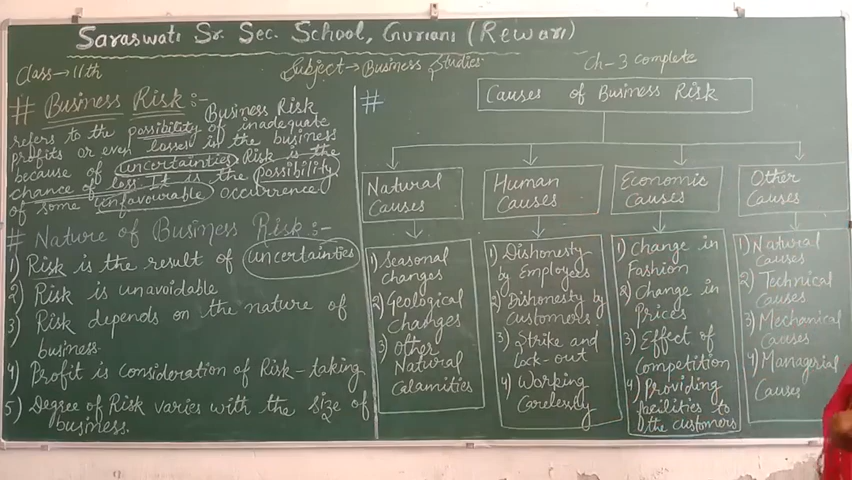 Saraswati Sr. Sec. School, Guriani (Rewari)
Class→11th
Subject→Business Studies
Ch-3 complete
# Business Risk:-
Business Risk
refers to the possibility of inadequate
profits or even losses in the business
because of uncertainties Risk is the
chance of loss. It is the possibility
of some unfavourable occurrence
# Nature of Business Risk:-
1) Risk is the result of uncertainties
2) Risk is unavoidable
3) Risk depends on the nature of
business.
4) Profit is consideration of Risk-taking
5) Degree of Risk varies with the size of
business.
#
Causes of Business Risk
Natural
Causes
1) Seasonal
changes
2) Geological
Changes
3) Other
Natural
Calamities
Human
Causes
1) Dishonesty
by Employees
2) Dishonesty by
Customers
3) Strike and
Lock-out
4) Working
Carelessly
Economic
Causes
1) Change in
Fashion
2) Change in
Prices
3) Effect of
Competition
4) Providing
facilities to
the customers
Other
Causes
1) Natural
Causes
2) Technical
Causes
3) Mechanical
Causes
4) Managerial
Causes